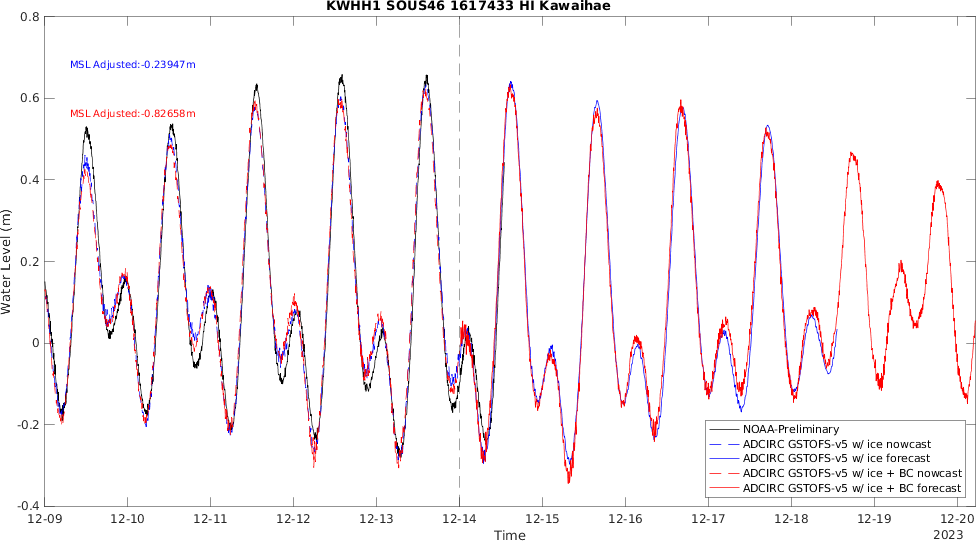 KWHH1 SOUS46 1617433 HI Kawaihae
0.8
MSL Adjusted:-0.23947m
0.6
MSL Adjusted:-0.82658m
0.4
0.2
Water Level (m)
0
-0.2
NOAA-Preliminary
ADCIRC GSTOFS-v5 w/ ice nowcast
ADCIRC GSTOFS-v5 w/ ice forecast
ADCIRC GSTOFS-v5 w/ ice + BC nowcast
ADCIRC GSTOFS-v5 w/ ice + BC forecast
-0.4
12-09 12-10 12-11 12-12 12-13 12-14 12-15 12-16 12-17 12-18 12-19 12-20
Time 2023